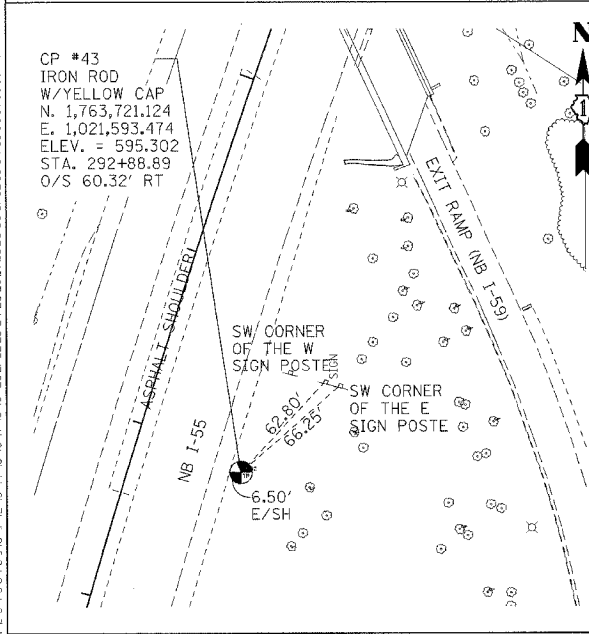 CP #43
IRON ROD
W/YELLOW CAP
N. 1,763,721.124
E. 1,021,593.474
ELEV. = 595.302
STA. 292+88.89
O/S 60.32' RT
N
1
EXIT RAMP (NB I-59)
ASPHALT SHOULDER
NB I-55
SW CORNER
OF THE W
SIGN POSTE
SIGN
SW CORNER
OF THE E
SIGN POSTE
62.80'
66.25'
6.50'
E/SH